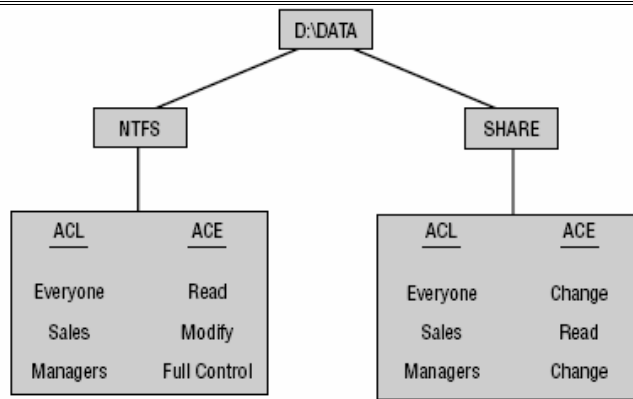 D:\DATA
NTFS
SHARE
ACL ACE
Everyone Read
Sales Modify
Managers Full Control
ACL ACE
Everyone Change
Sales Read
Managers Change